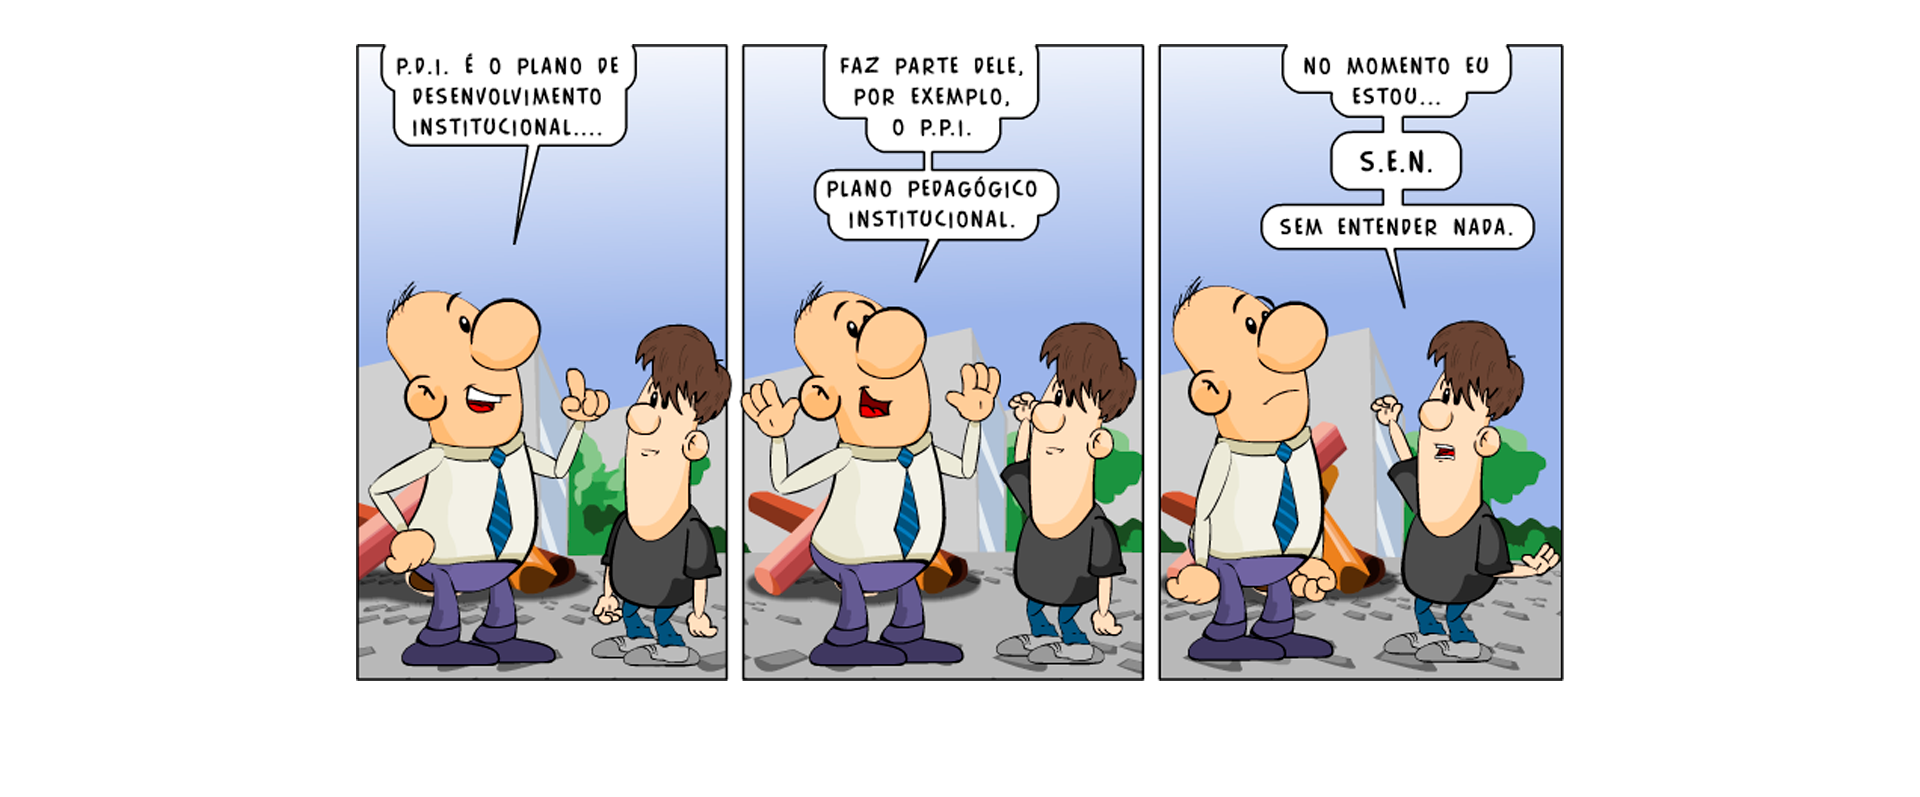 P.D.I. É O PLANO DE
DESENVOLVIMENTO
INSTITUCIONAL....
FAZ PARTE DELE,
POR EXEMPLO,
O P.P.I.
PLANO PEDAGÓGICO
INSTITUCIONAL.
NO MOMENTO EU
ESTOU...
S.E.N.
SEM ENTENDER NADA.